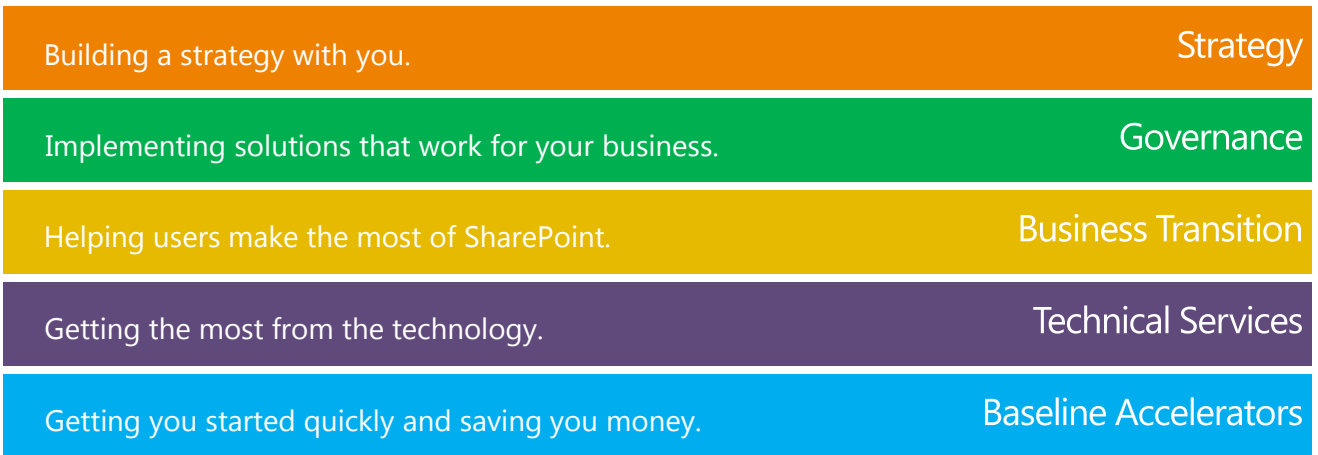 Building a strategy with you.
Strategy
Implementing solutions that work for your business.
Governance
Helping users make the most of SharePoint.
Business Transition
Getting the most from the technology.
Technical Services
Getting you started quickly and saving you money.
Baseline Accelerators